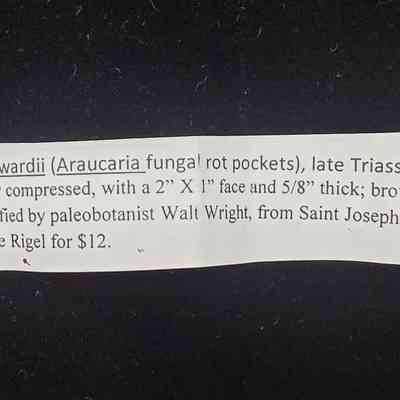 wardii (Araucaria fungal rot pockets), late Triass
compressed, with a 2” X 1” face and 5/8” thick; bro
fied by paleobotanist Walt Wright, from Saint Joseph
e Rigel for $12.